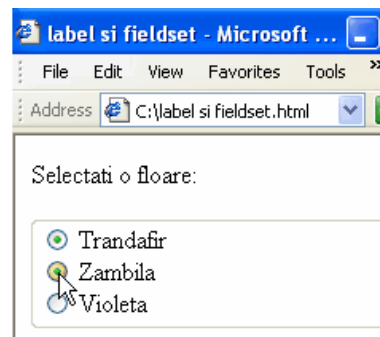 label si fieldset - Microsoft ...
File Edit View Favorites Tools »
Address C:\label si fieldset.html
Selectati o floare:
Trandafir
Zambila
Violeta